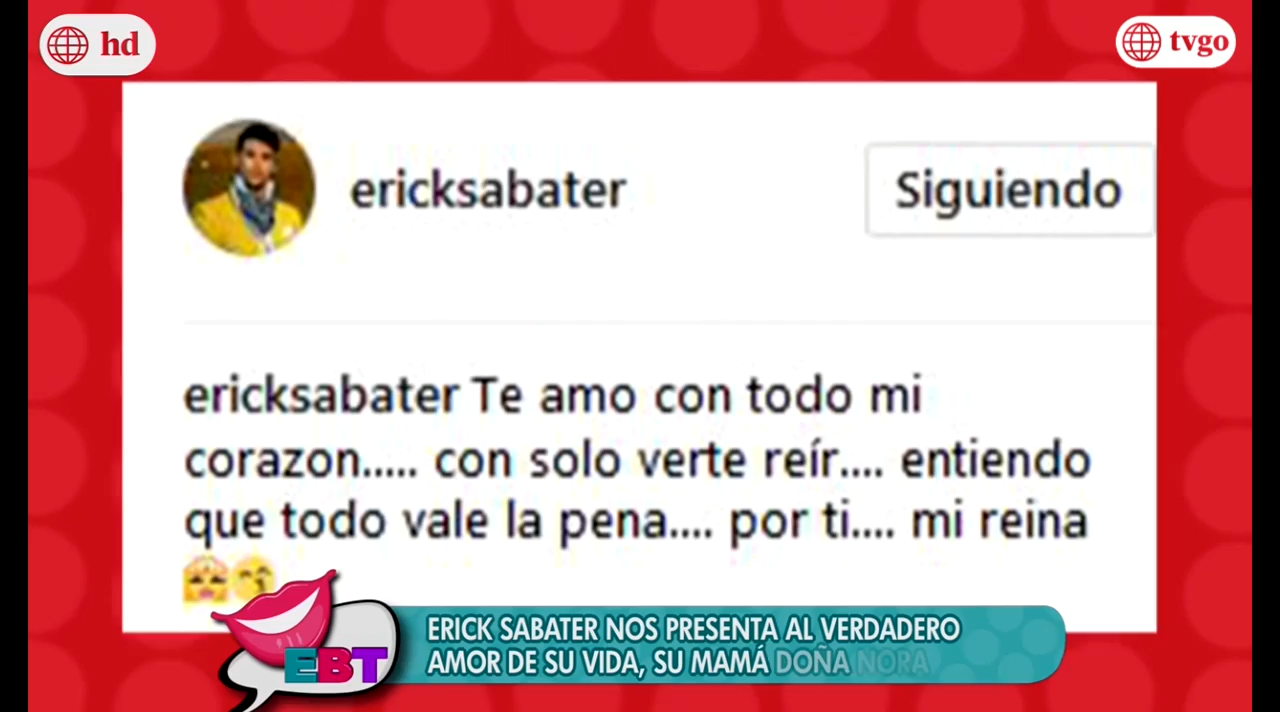 hd
tvgo
ericksabater
Siguiendo
ericksabater Te amo con todo mi
corazon..... con solo verte reír.... entiendo
que todo vale la pena.... por ti.... mi reina
EBT
ERICK SABATER NOS PRESENTA AL VERDADERO
AMOR DE SU VIDA, SU MAMÁ DOÑA NORA